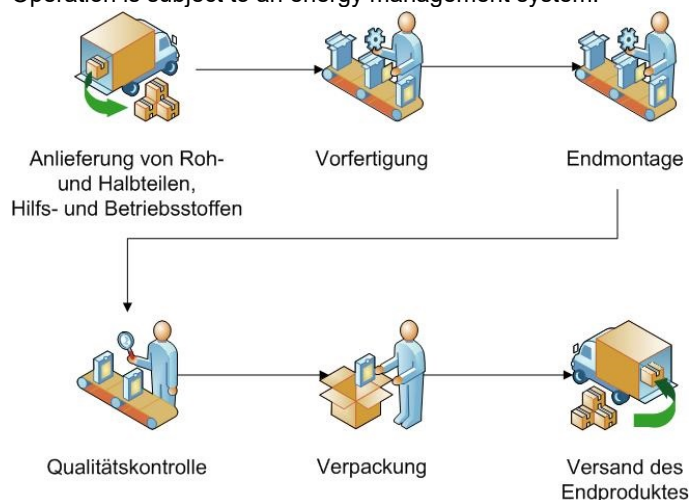 Operation is subject to an energy management system.
Anlieferung von Roh-
und Halbteilen,
Hilfs- und Betriebsstoffen
Vorfertigung
Endmontage
Qualitätskontrolle
Verpackung
Versand des
Endproduktes